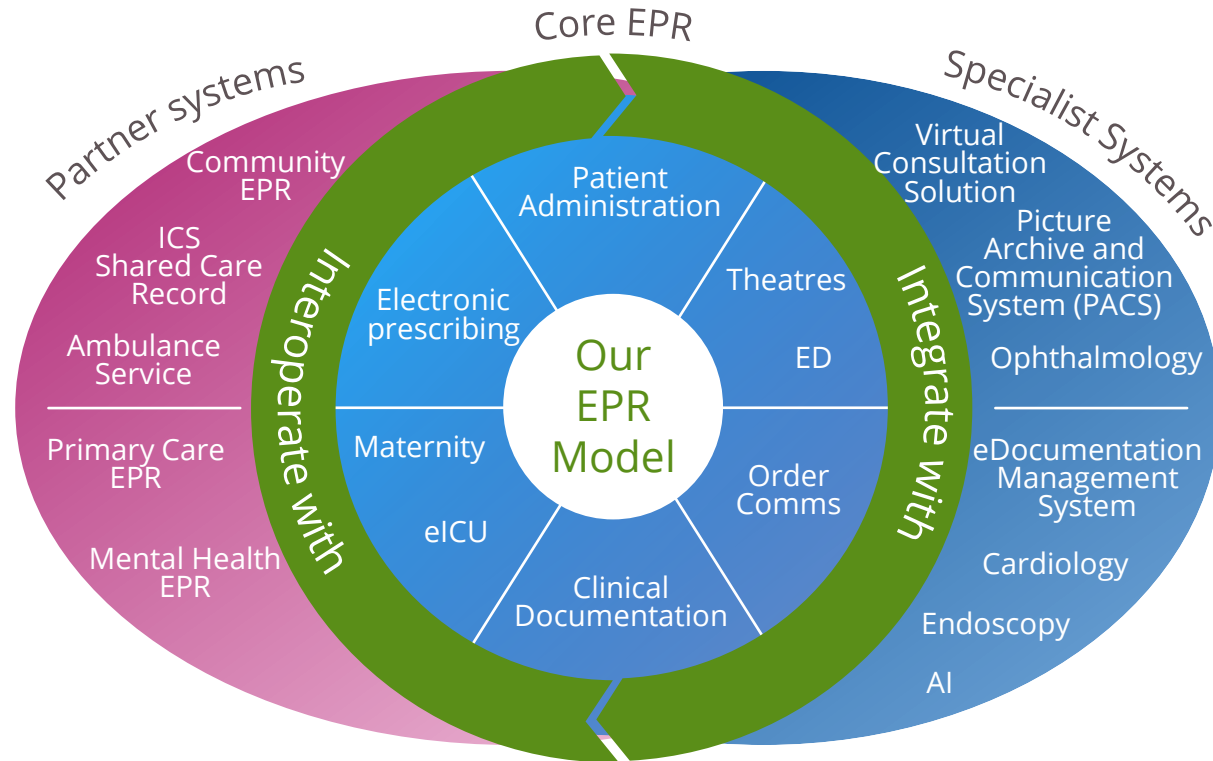 Core EPR
Partner systems
Specialist Systems
Community
EPR
ICS
Shared Care
Record
Ambulance
Service
Primary Care
EPR
Mental Health
EPR
Interoperate with
Patient
Administration
Electronic
prescribing
Theatres
ED
Our
EPR
Model
Maternity
eICU
Order
Comms
Clinical
Documentation
Integrate with
Virtual
Consultation
Solution
Picture
Archive and
Communication
System (PACS)
Ophthalmology
eDocumentation
Management
System
Cardiology
Endoscopy
AI